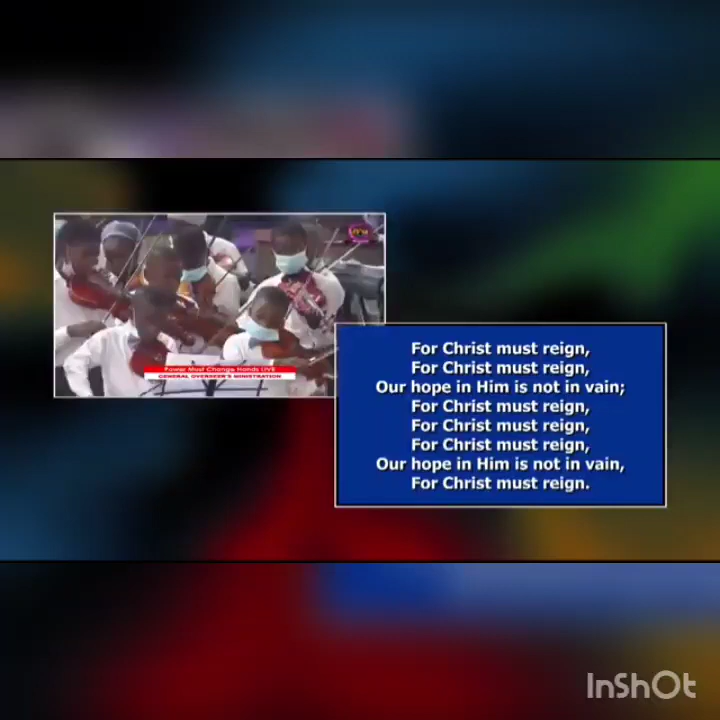 Power Must Change Hands LIVE
GENERAL OVERSEER'S MINISTRATION
For Christ must reign,
For Christ must reign,
Our hope in Him is not in vain;
For Christ must reign,
For Christ must reign,
For Christ must reign,
Our hope in Him is not in vain,
For Christ must reign.
InShOt